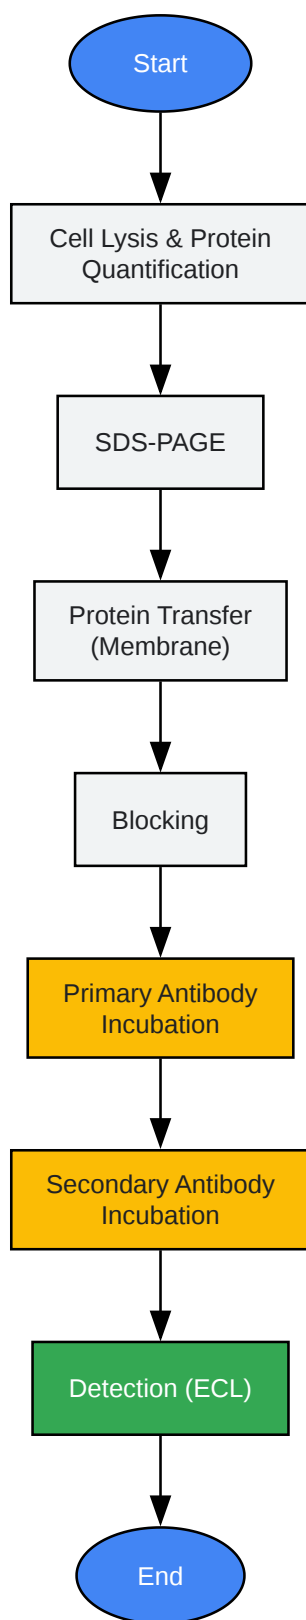 Start
Cell Lysis & Protein
Quantification
SDS-PAGE
Protein Transfer
(Membrane)
Blocking
Primary Antibody
Incubation
Secondary Antibody
Incubation
Detection (ECL)
End